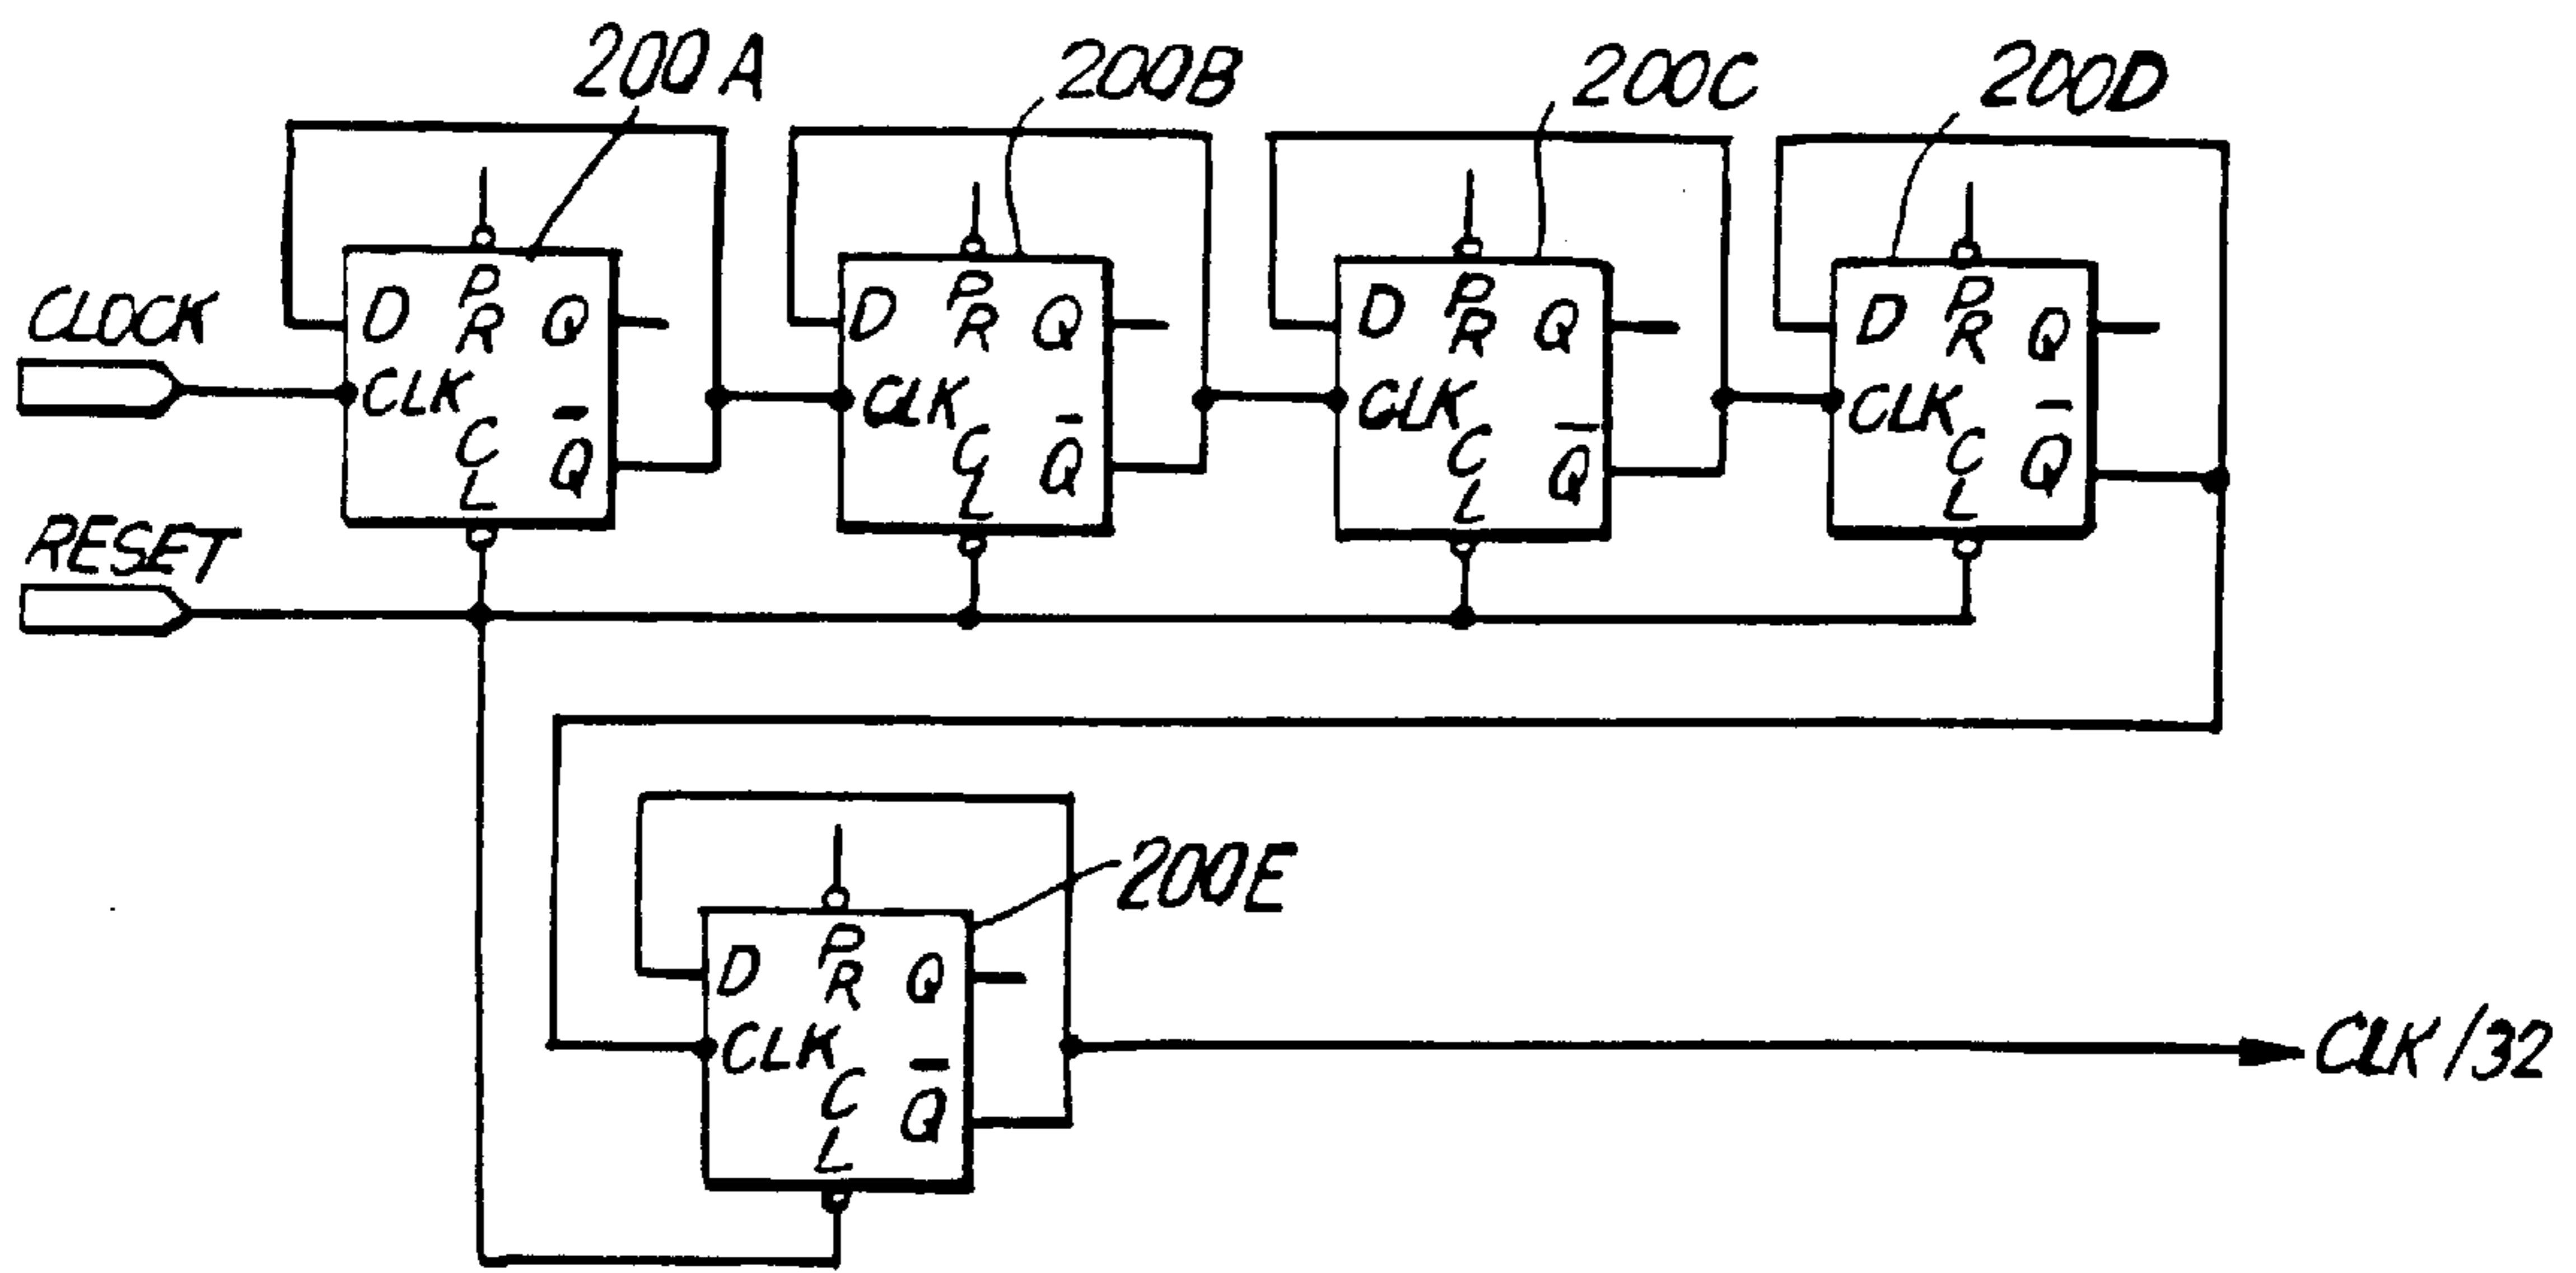 200A
200B
200C
200D
CLOCK
RESET
D
PR
Q
CLK
CL
Q̅
D
PR
Q
CLK
CL
Q̅
D
PR
Q
CLK
CL
Q̅
D
PR
Q
CLK
CL
Q̅
200E
D
PR
Q
CLK
CL
Q̅
CLK/32